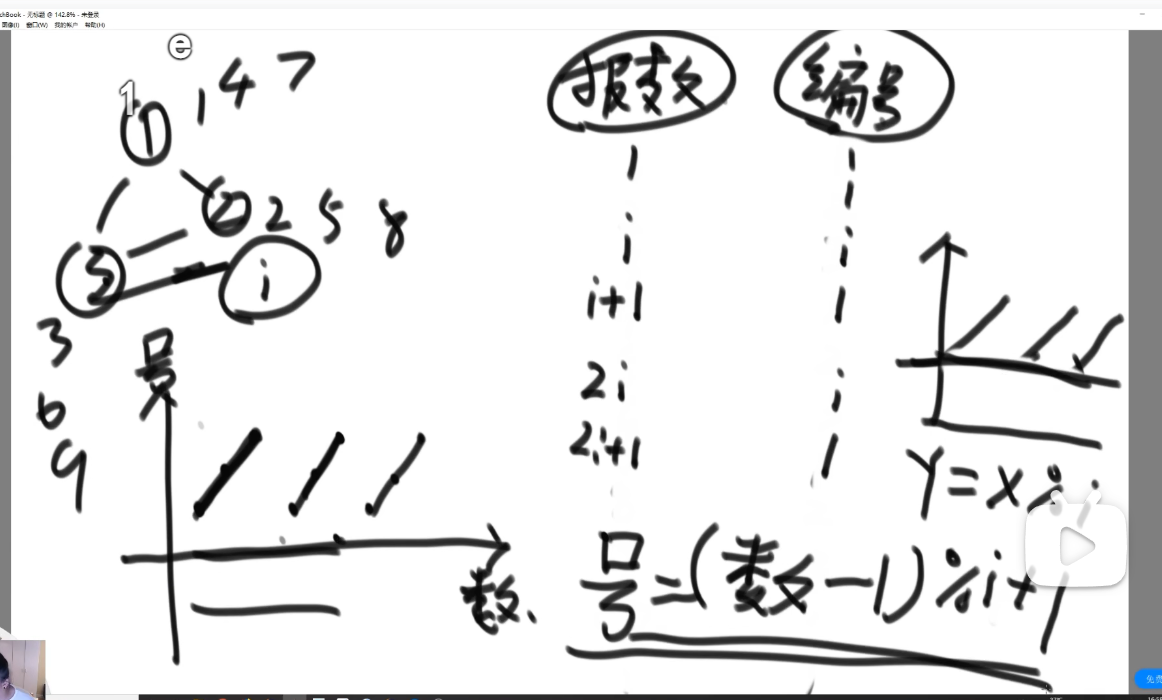 chBook - 无标题 @ 142.8% - 未登录
图像(I) 窗口(W) 我的帐户 帮助(H)
e
1
① 1 4 7
② 2 5 8
③ i
3
6
9
号
数
报数 编号
1 1
i i
i+1 1
2i i
2i+1 1
Y=X%i
号=(数-1)%i+1
免费